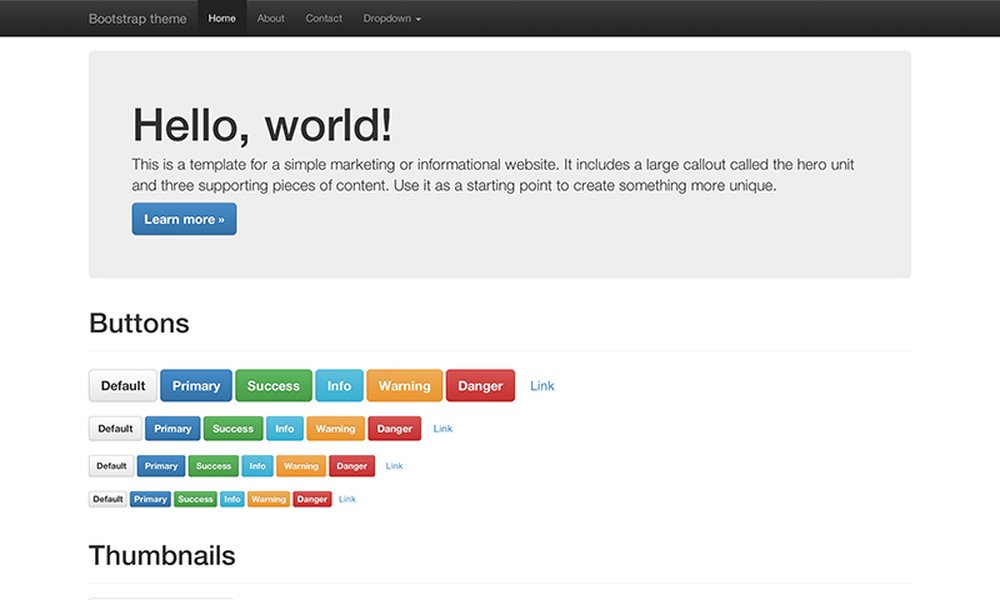 Bootstrap theme Home About Contact Dropdown
Hello, world!
This is a template for a simple marketing or informational website. It includes a large callout called the hero unit
and three supporting pieces of content. Use it as a starting point to create something more unique.
Learn more »
Buttons
Default Primary Success Info Warning Danger Link
Default Primary Success Info Warning Danger Link
Default Primary Success Info Warning Danger Link
Default Primary Success Info Warning Danger Link
Thumbnails